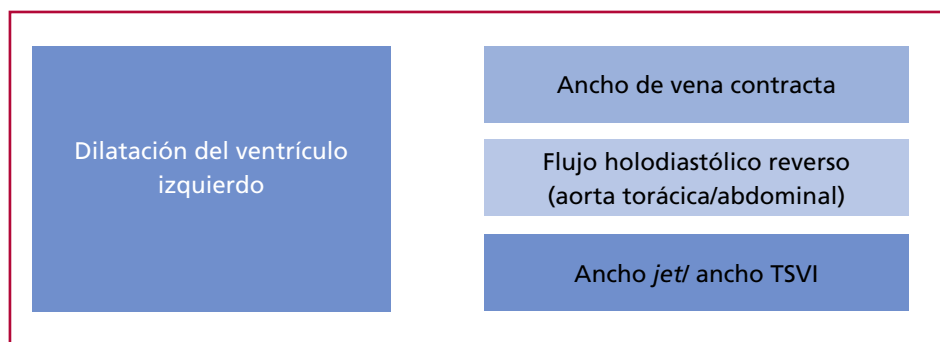 Dilatación del ventrículo
izquierdo
Ancho de vena contracta
Flujo holodiastólico reverso
(aorta torácica/abdominal)
Ancho jet/ ancho TSVI